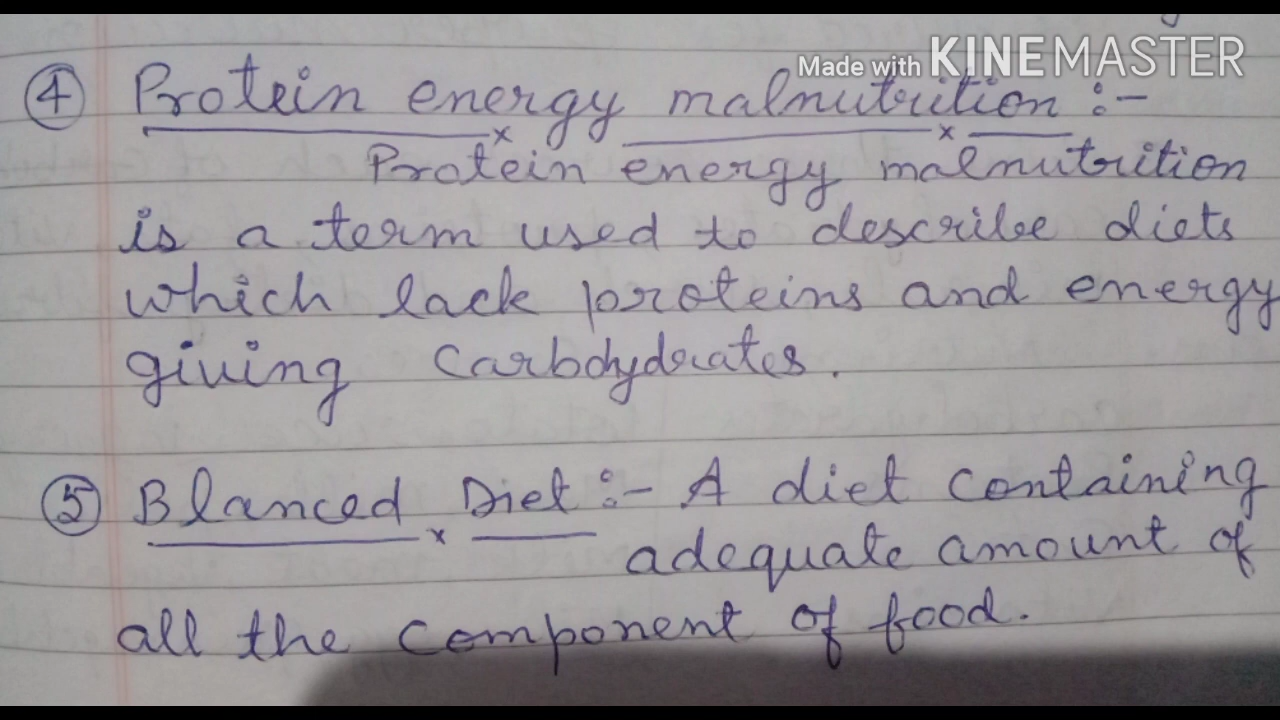 Made with KINEMASTER
④ Protein energy malnutrition :-
Protein energy malnutrition
is a term used to describe diets
which lack proteins and energy
giving Carbohydrates.
⑤ Blanced Diet :- A diet containing
adequate amount of
all the component of food.